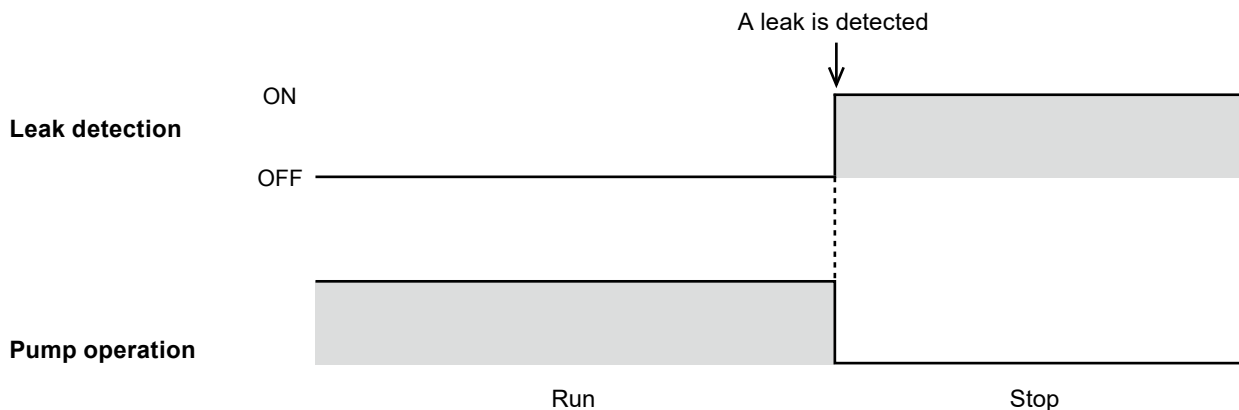 A leak is detected
ON
Leak detection
OFF
Pump operation
Run Stop